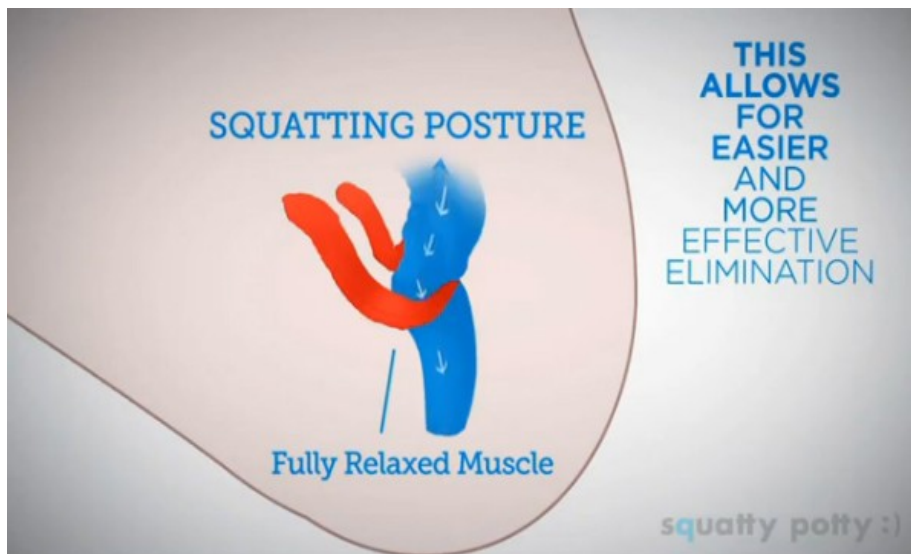 SQUATTING POSTURE
Fully Relaxed Muscle
THIS
ALLOWS
FOR
EASIER
AND
MORE
EFFECTIVE
ELIMINATION
squatty potty :)